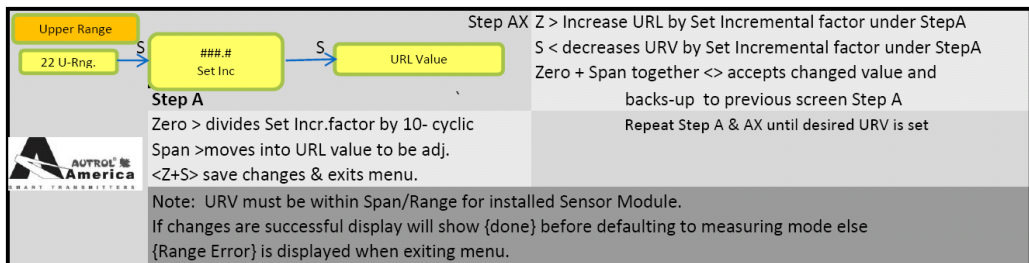 Upper Range
22 U-Rng.
S
###.#
Set Inc
S
URL Value
Step A
Zero > divides Set Incr.factor by 10- cyclic
Span >moves into URL value to be adj.
<Z+S> save changes & exits menu.
Step AX Z > Increase URL by Set Incremental factor under StepA
S < decreases URV by Set Incremental factor under StepA
Zero + Span together <> accepts changed value and
backs-up to previous screen Step A
Repeat Step A & AX until desired URV is set
AUTROL
America
SMART TRANSMITTERS
Note: URV must be within Span/Range for installed Sensor Module.
If changes are successful display will show {done} before defaulting to measuring mode else
{Range Error} is displayed when exiting menu.